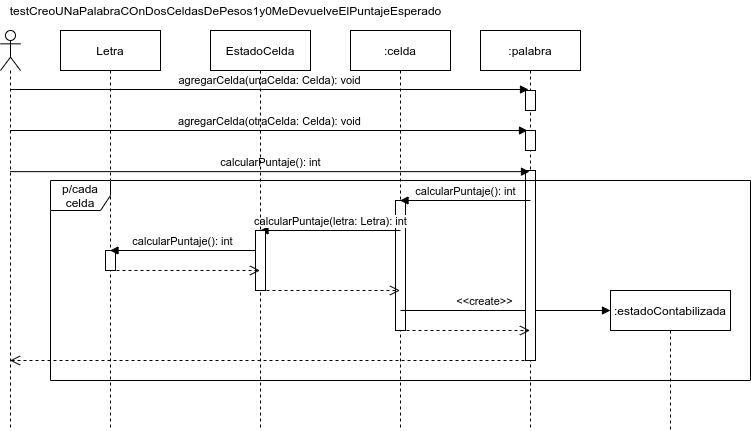 testCreoUNaPalabraCOnDosCeldasDePesos1y0MeDevuelveElPuntajeEsperado
Letra
EstadoCelda
:celda
:palabra
agregarCelda(unaCelda: Celda): void
agregarCelda(otraCelda: Celda): void
calcularPuntaje(): int
p/cada
celda
calcularPuntaje(): int
calcularPuntaje(letra: Letra): int
calcularPuntaje(): int
<<create>>
:estadoContabilizada